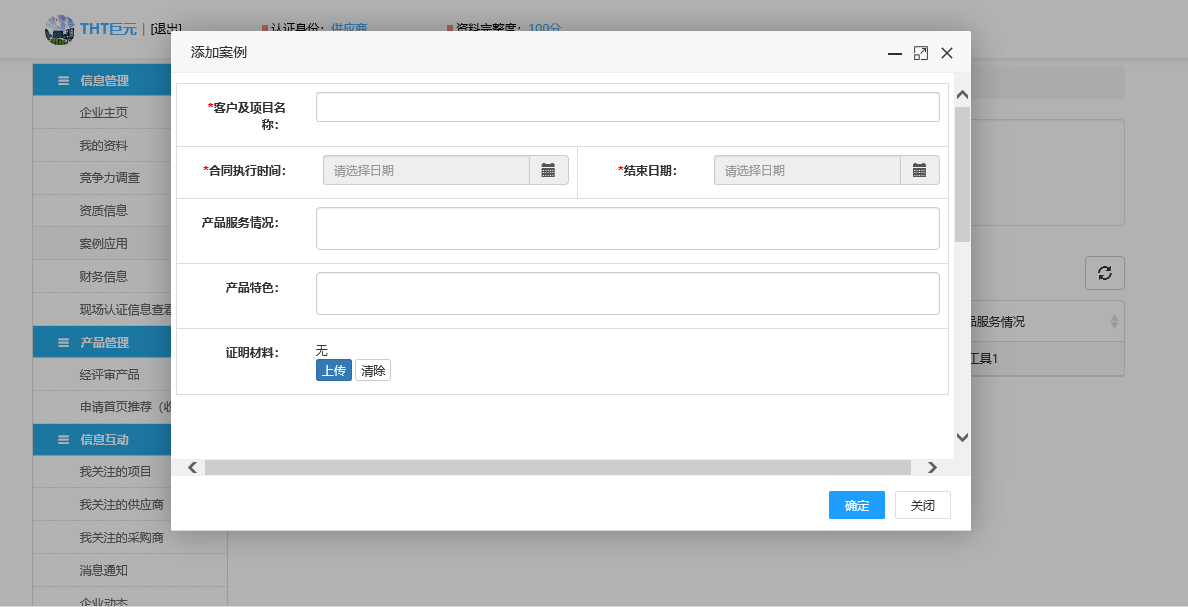 THT巨元 | [退出]
认证身份：供应商
资料完整度：100分
添加案例
信息管理
企业主页
我的资料
竞争力调查
资质信息
案例应用
财务信息
现场认证信息查看
产品管理
经评审产品
申请首页推荐（收
信息互动
我关注的项目
我关注的供应商
我关注的采购商
消息通知
企业动态
*客户及项目名
称：
*合同执行时间： 请选择日期
*结束日期： 请选择日期
产品服务情况：
产品特色：
证明材料： 无
上传 清除
确定 关闭
品服务情况
工具1